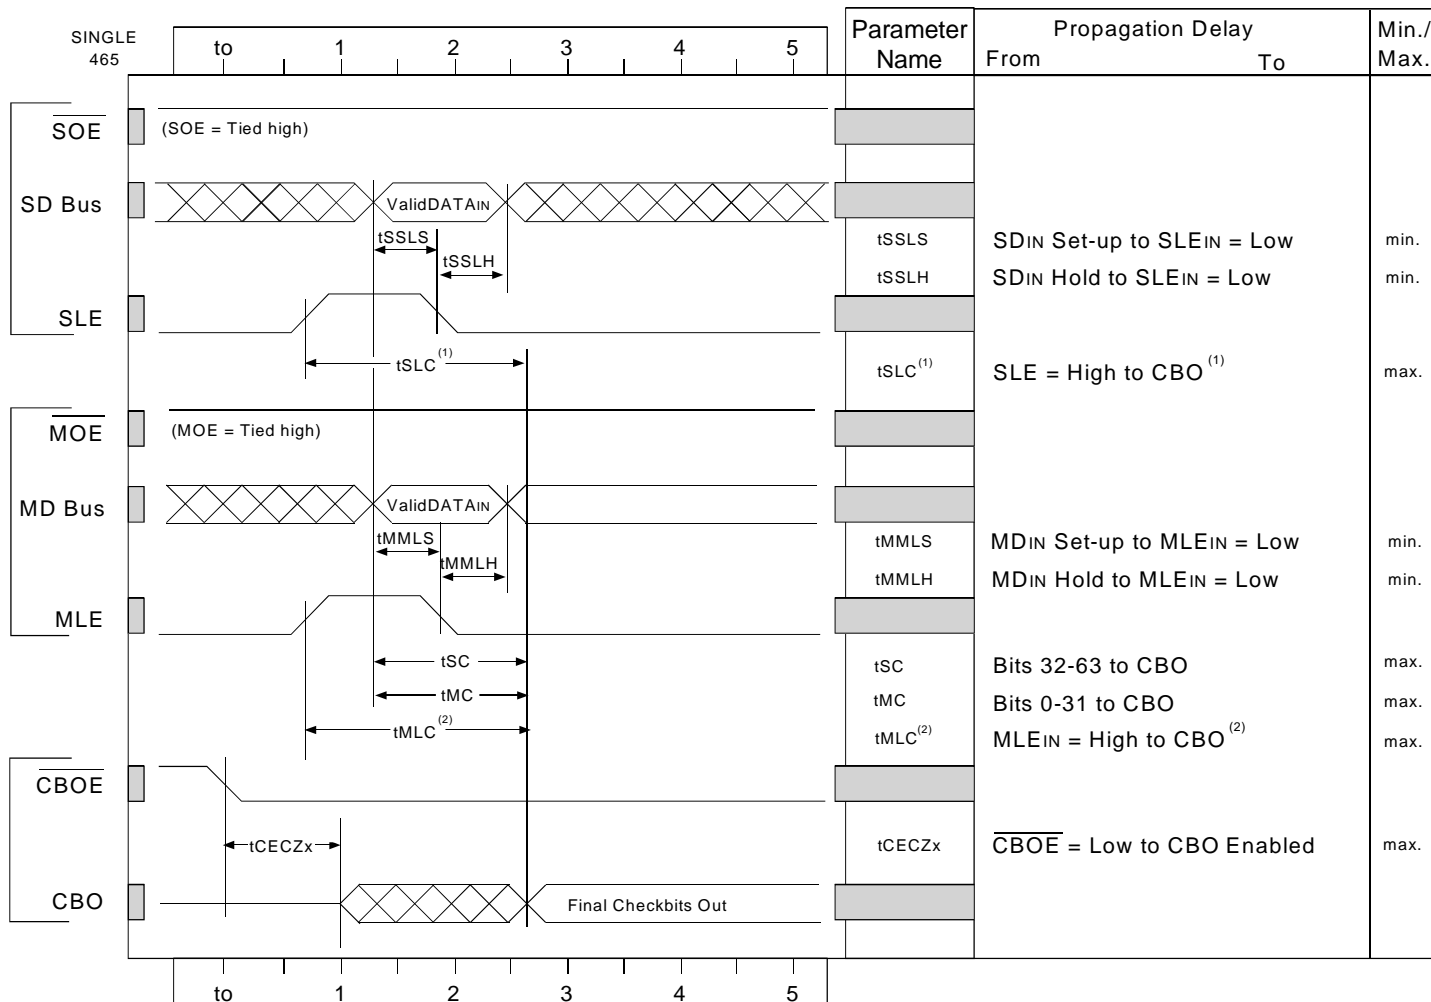 SINGLE
465
to 1 2 3 4 5
Parameter
Name
Propagation Delay
From To
Min./
Max.
SOE
(SOE = Tied high)
SD Bus
ValidDATAIN
tSSLS
tSSLS SDIN Set-up to SLEIN = Low min.
tSSLH
tSSLH SDIN Hold to SLEIN = Low min.
SLE
tSLC(1)
tSLC(1) SLE = High to CBO(1) max.
MOE
(MOE = Tied high)
MD Bus
ValidDATAIN
tMMLS
tMMLS MDIN Set-up to MLEIN = Low min.
tMMLH
tMMLH MDIN Hold to MLEIN = Low min.
MLE
tSC
tSC Bits 32-63 to CBO max.
tMC
tMC Bits 0-31 to CBO max.
tMLC(2)
tMLC(2) MLEIN = High to CBO(2) max.
CBOE
tCECZx
tCECZx CBOE = Low to CBO Enabled max.
CBO
Final Checkbits Out
to 1 2 3 4 5